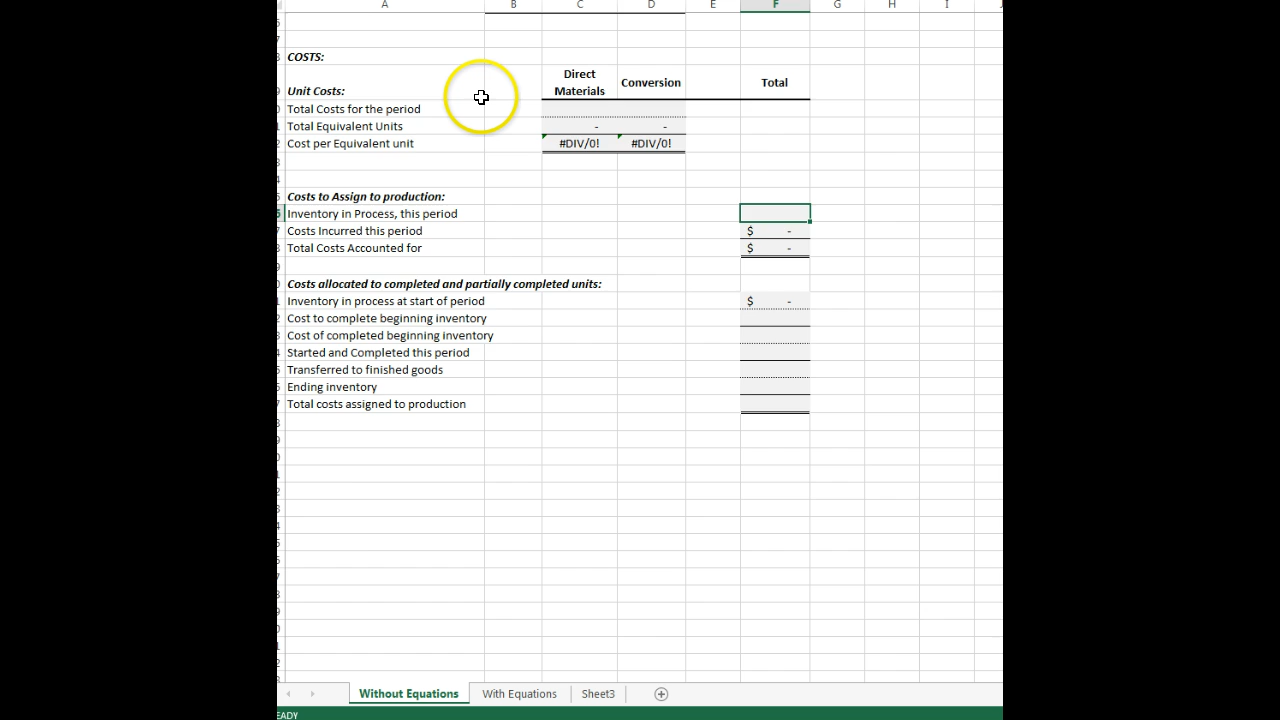 A B C D E F G H I
COSTS:
Unit Costs: Direct Materials Conversion Total
Total Costs for the period
Total Equivalent Units - -
Cost per Equivalent unit #DIV/0! #DIV/0!
Costs to Assign to production:
Inventory in Process, this period
Costs Incurred this period $ -
Total Costs Accounted for $ -
Costs allocated to completed and partially completed units:
Inventory in process at start of period $ -
Cost to complete beginning inventory
Cost of completed beginning inventory
Started and Completed this period
Transferred to finished goods
Ending inventory
Total costs assigned to production
Without Equations With Equations Sheet3
EADY